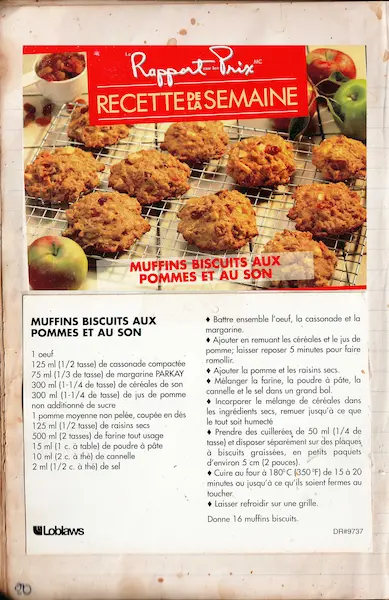 Le
Rapport Prix
MC
RECETTE DE LA SEMAINE
MUFFINS BISCUITS AUX
POMMES ET AU SON
MUFFINS BISCUITS AUX
POMMES ET AU SON
1 oeuf
125 ml (1/2 tasse) de cassonade compactée
75 ml (1/3 de tasse) de margarine PARKAY
300 ml (1-1/4 de tasse) de céréales de son
300 ml (1-1/4 de tasse) de jus de pomme
non additionné de sucre
1 pomme moyenne non pelée, coupée en dés
125 ml (1/2 tasse) de raisins secs
500 ml (2 tasses) de farine tout usage
15 ml (1 c. à table) de poudre à pâte
10 ml (2 c. à thé) de cannelle
2 ml (1/2 c. à thé) de sel
Loblaws
♦ Battre ensemble l'oeuf, la cassonade et la
margarine.
♦ Ajouter en remuant les céréales et le jus de
pomme; laisser reposer 5 minutes pour faire
ramollir.
♦ Ajouter la pomme et les raisins secs.
♦ Mélanger la farine, la poudre à pâte, la
cannelle et le sel dans un grand bol.
♦ Incorporer le mélange de céréales dans
les ingrédients secs, remuer jusqu'à ce que
le tout soit humecté
♦ Prendre des cuillerées de 50 ml (1/4 de
tasse) et disposer séparément sur des plaques
à biscuits graissées, en petits paquets
d'environ 5 cm (2 pouces).
♦ Cuire au four à 180°C (350°F) de 15 à 20
minutes ou jusqu'à ce qu'ils soient fermes au
toucher.
♦ Laisser refroidir sur une grille.
Donne 16 muffins biscuits.
DR#9737